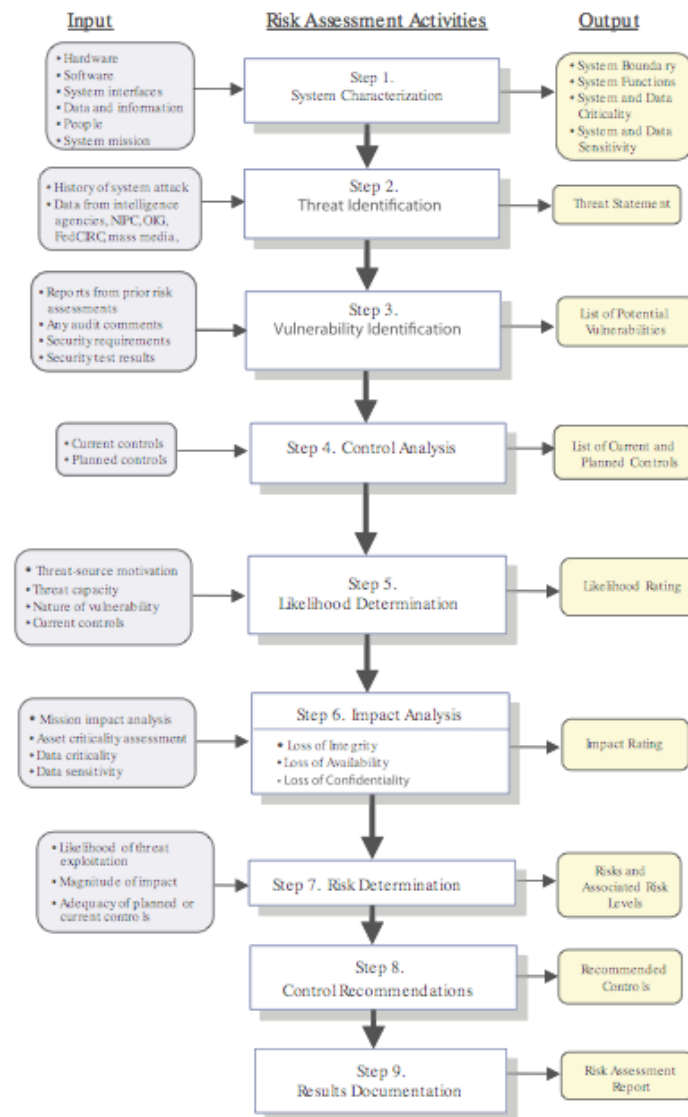 Input
Risk Assessment Activities
Output
• Hardware
• Software
• System interfaces
• Data and information
• People
• System mission
Step 1.
System Characterization
• System Boundary
• System Functions
• System and Data
Criticality
• System and Data
Sensitivity
• History of system attack
• Data from intelligence
agencies, NIPC, OIG,
FedCIRC, mass media,
Step 2.
Threat Identification
Threat Statement
• Reports from prior risk
assessments
• Any audit comments
• Security requirements
• Security test results
Step 3.
Vulnerability Identification
List of Potential
Vulnerabilities
• Current controls
• Planned controls
Step 4. Control Analysis
List of Current and
Planned Controls
• Threat-source motivation
• Threat capacity
• Nature of vulnerability
• Current controls
Step 5.
Likelihood Determination
Likelihood Rating
• Mission impact analysis
• Asset criticality assessment
• Data criticality
• Data sensitivity
Step 6. Impact Analysis
• Loss of Integrity
• Loss of Availability
• Loss of Confidentiality
Impact Rating
• Likelihood of threat
exploitation
• Magnitude of impact
• Adequacy of planned or
current controls
Step 7. Risk Determination
Risks and
Associated Risk
Levels
Step 8.
Control Recommendations
Recommended
Controls
Step 9.
Results Documentation
Risk Assessment
Report